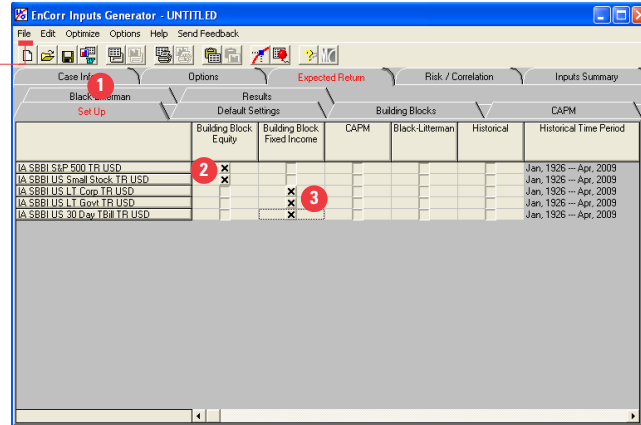 EnCorr Inputs Generator - UNTITLED
File Edit Optimize Options Help Send Feedback
Case Info Options Expected Return Risk / Correlation Inputs Summary
1
Black-Litterman Results
Set Up Default Settings Building Blocks CAPM
Building Block Equity Building Block Fixed Income CAPM Black-Litterman Historical Historical Time Period
IA SBBI S&P 500 TR USD 2 Jan, 1926 --- Apr, 2009
IA SBBI US Small Stock TR USD Jan, 1926 --- Apr, 2009
IA SBBI US LT Corp TR USD 3 Jan, 1926 --- Apr, 2009
IA SBBI US LT Govt TR USD Jan, 1926 --- Apr, 2009
IA SBBI US 30 Day TBill TR USD Jan, 1926 --- Apr, 2009